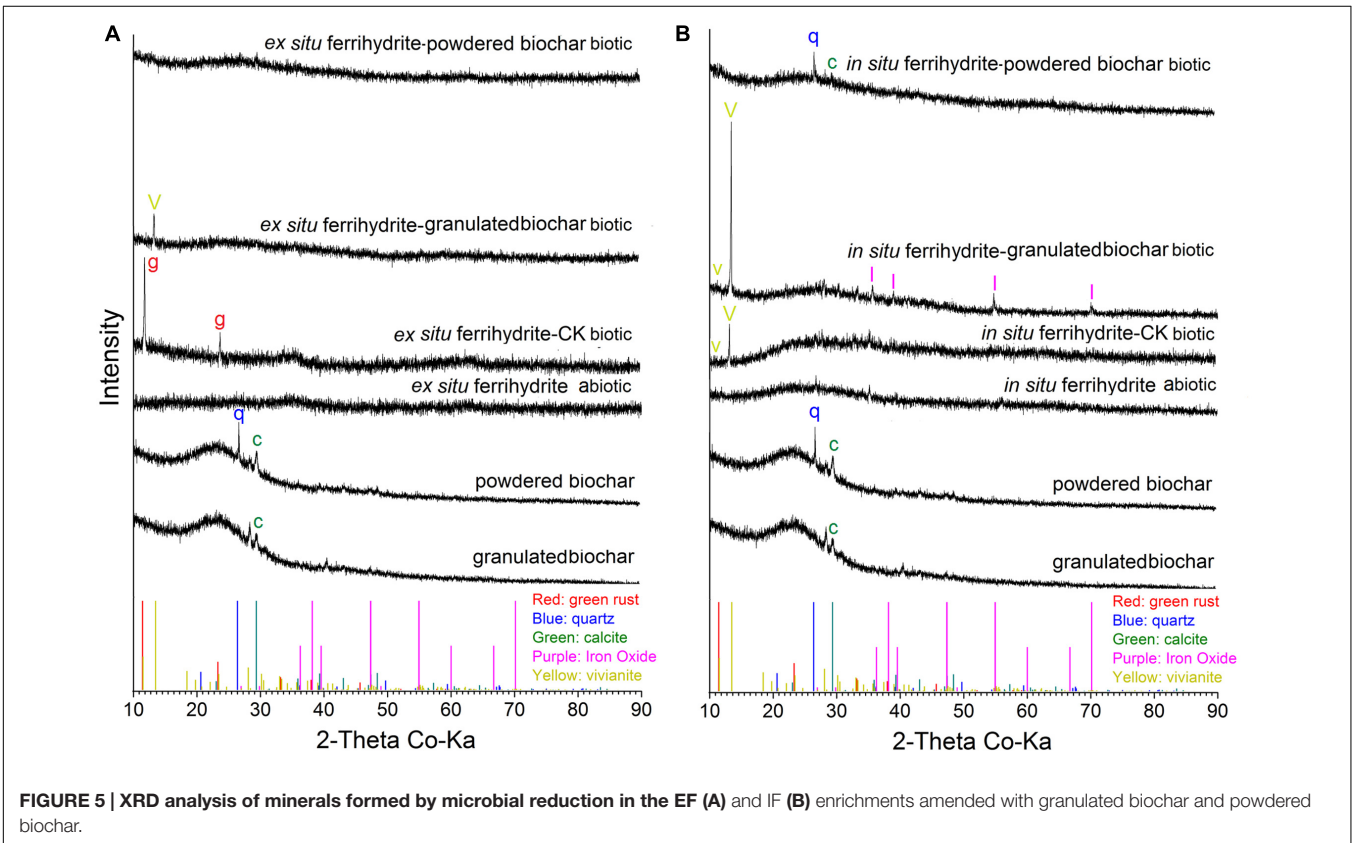 A
ex situ ferrihydrite-powdered biochar biotic
V
ex situ ferrihydrite-granulatedbiochar biotic
g
g
ex situ ferrihydrite-CK biotic
ex situ ferrihydrite abiotic
q
c
powdered biochar
c
granulatedbiochar
Intensity
Red: green rust
Blue: quartz
Green: calcite
Purple: Iron Oxide
Yellow: vivianite
10 20 30 40 50 60 70 80 90
2-Theta Co-Ka
B
q
c
in situ ferrihydrite-powdered biochar biotic
V
in situ ferrihydrite-granulatedbiochar biotic
v
I I I I
V
v
in situ ferrihydrite-CK biotic
in situ ferrihydrite abiotic
q
c
powdered biochar
c
granulatedbiochar
Red: green rust
Blue: quartz
Green: calcite
Purple: Iron Oxide
Yellow: vivianite
10 20 30 40 50 60 70 80 90
2-Theta Co-Ka
FIGURE 5 | XRD analysis of minerals formed by microbial reduction in the EF (A) and IF (B) enrichments amended with granulated biochar and powdered
biochar.